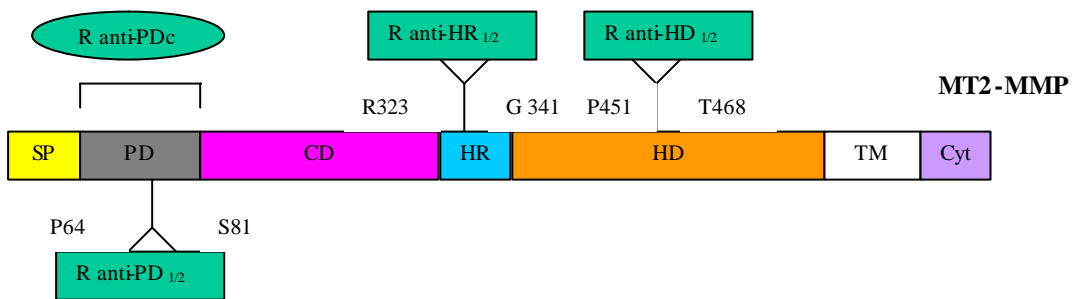 R anti-PDc
R anti-HR 1/2
R anti-HD 1/2
MT2-MMP
R323
G 341
P451
T468
SP
PD
CD
HR
HD
TM
Cyt
P64
S81
R anti-PD 1/2